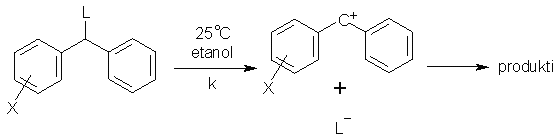 L
25°C
etanol
k
X
C+
X
+
L−
produkti